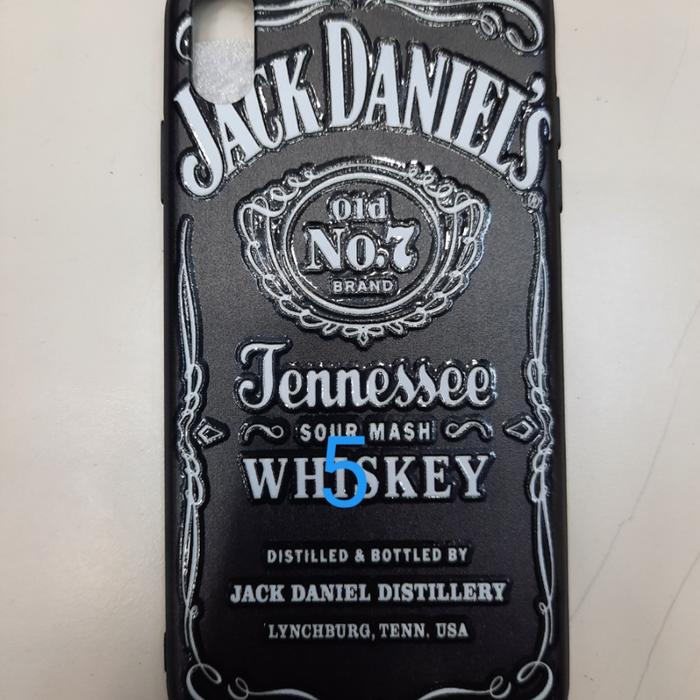 JACK DANIEL'S
®
Old
No.7
BRAND
Tennessee
SOUR MASH
WHISKEY
5
DISTILLED & BOTTLED BY
JACK DANIEL DISTILLERY
LYNCHBURG, TENN. USA